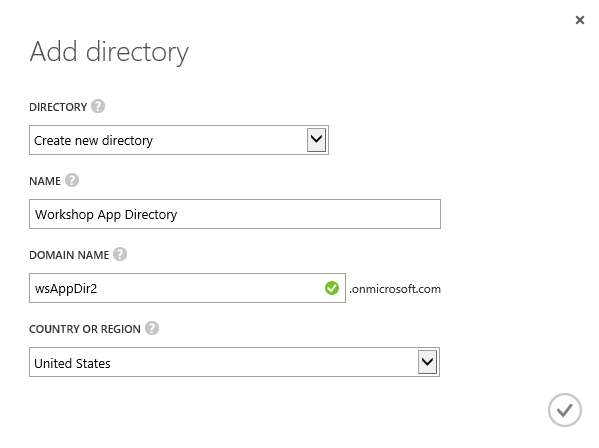 Add directory
DIRECTORY ?
Create new directory
NAME ?
Workshop App Directory
DOMAIN NAME ?
wsAppDir2 .onmicrosoft.com
COUNTRY OR REGION ?
United States